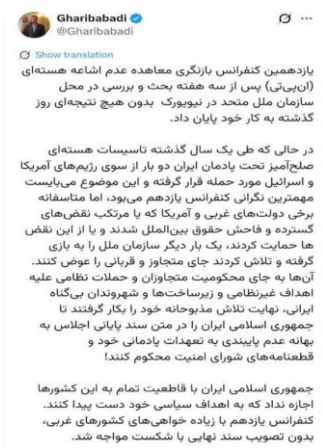 Gharibabadi
@Gharibabadi
Show translation
یازدهمین کنفرانس بازنگری معاهده عدم اشاعه هسته‌ای
(ان‌پی‌تی) پس از سه هفته بحث و بررسی در محل
سازمان ملل متحد در نیویورک بدون هیچ نتیجه‌ای روز
گذشته به کار خود پایان داد.
در حالی که طی یک سال گذشته تاسیسات هسته‌ای
صلح‌آمیز تحت پادمان ایران دو بار از سوی رژیم‌های آمریکا
و اسرائیل مورد حمله قرار گرفته و این موضوع می‌بایست
مهمترین نگرانی کنفرانس یازدهم می‌بود، اما متاسفانه
برخی دولت‌های غربی و آمریکا که یا مرتکب نقض‌های
گسترده و فاحش حقوق بین‌الملل شدند و یا از این نقض
ها حمایت کردند، یک بار دیگر سازمان ملل را به بازی
گرفته و تلاش کردند جای متجاوز و قربانی را عوض کنند.
آن‌ها به جای محکومیت متجاوزان و حملات نظامی علیه
اهداف غیرنظامی و زیرساخت‌ها و شهروندان بی‌گناه
ایرانی، نهایت تلاش مذبوحانه خود را بکار گرفتند تا
جمهوری اسلامی ایران را در متن سند پایانی اجلاس به
بهانه عدم پایبندی به تعهدات پادمانی خود و
قطعنامه‌های شورای امنیت محکوم کنند!
جمهوری اسلامی ایران با قاطعیت تمام به این کشورها
اجازه نداد که به اهداف سیاسی خود دست پیدا کنند.
کنفرانس یازدهم با زیاده خواهی‌های کشورهای غربی،
بدون تصویب سند نهایی با شکست مواجه شد.